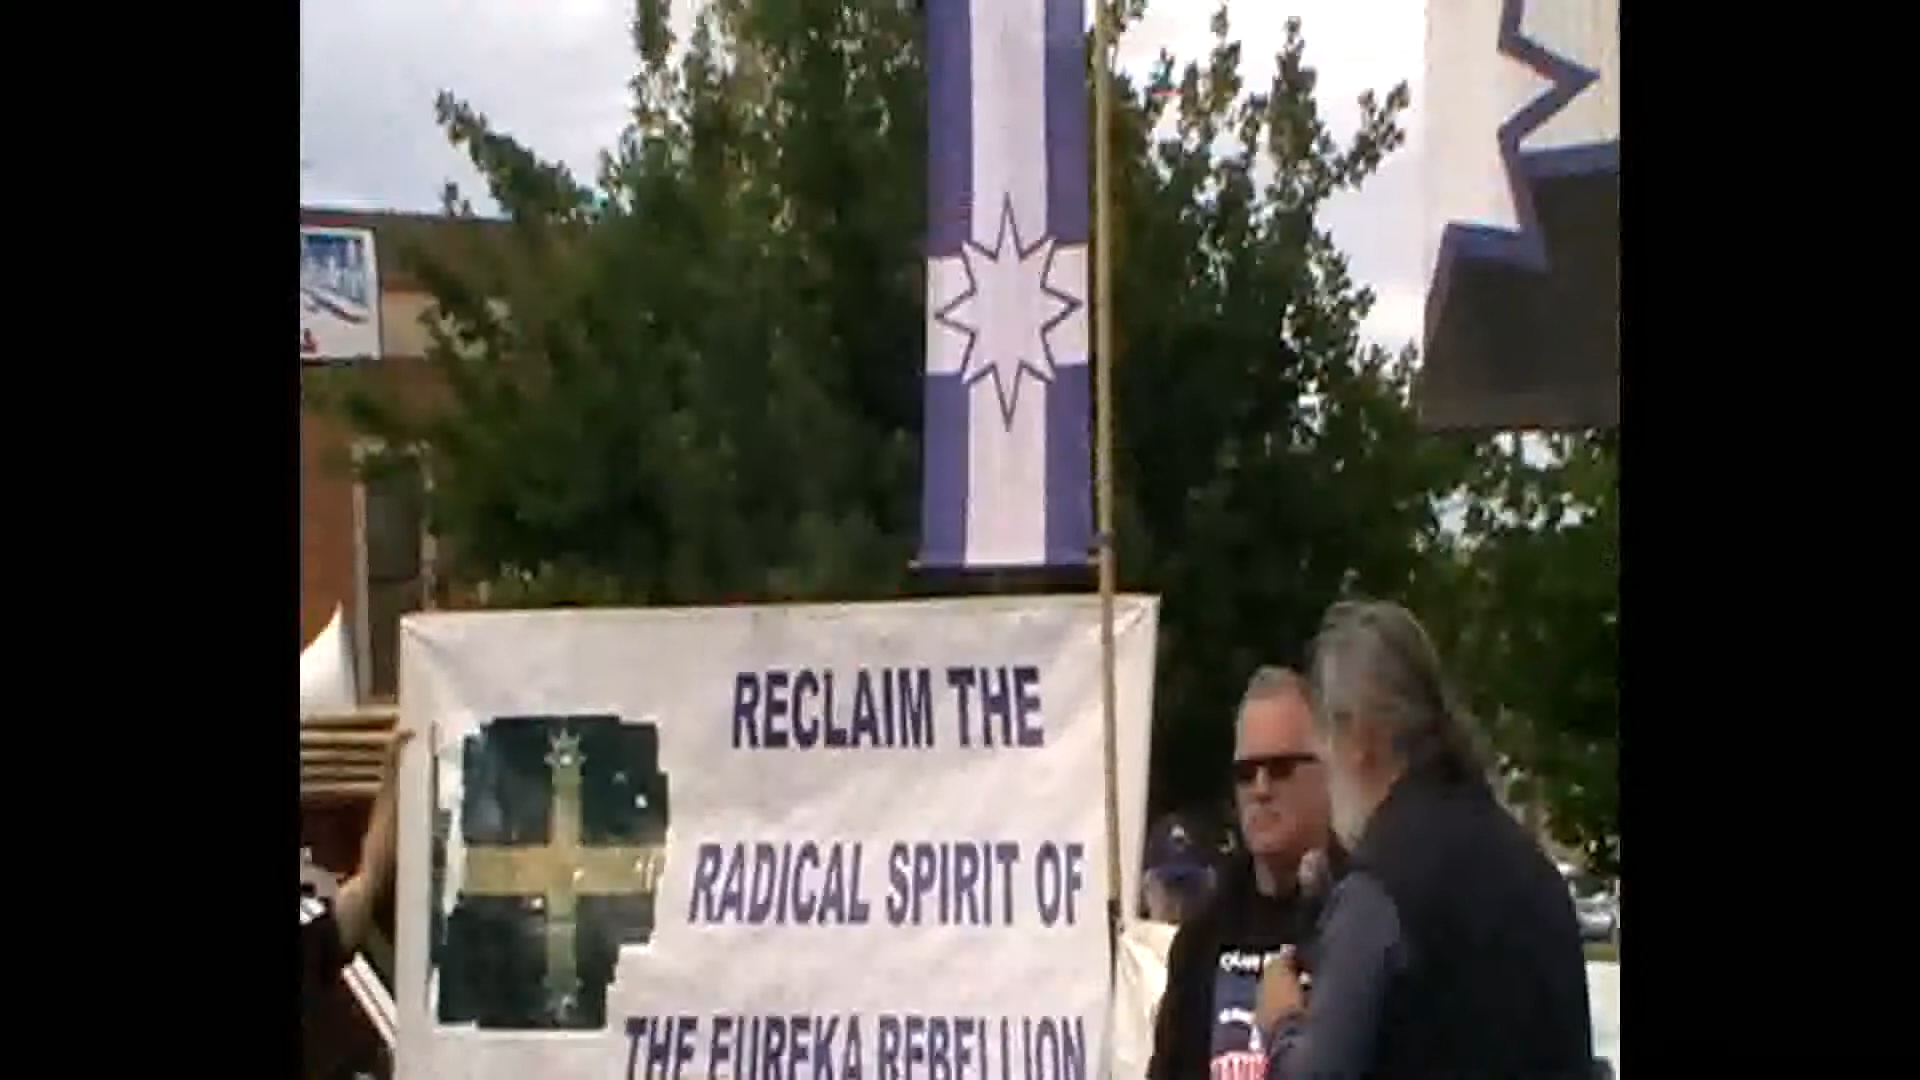 RECLAIM THE
RADICAL SPIRIT OF
THE EUREKA REBELLION